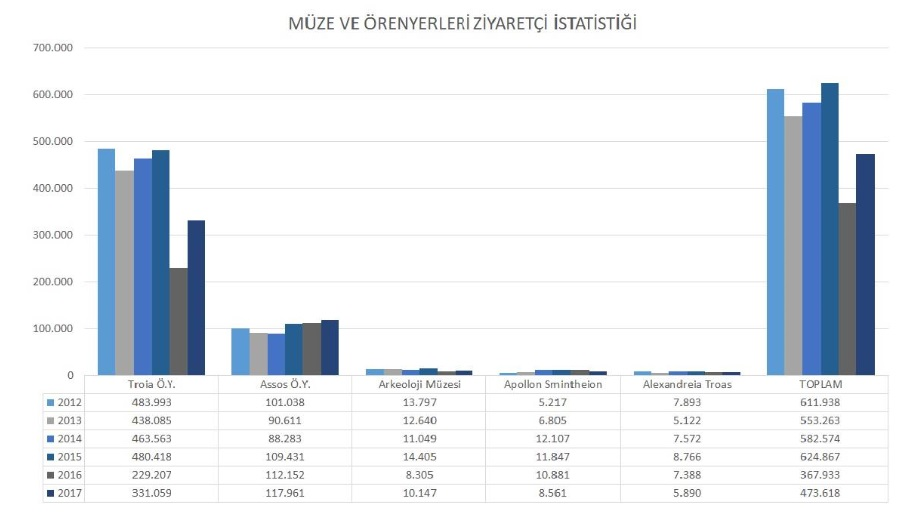 MÜZE VE ÖRENYERLERİ ZİYARETÇİ İSTATİSTİĞİ
700.000
600.000
500.000
400.000
300.000
200.000
100.000
0
Troia Ö.Y. Assos Ö.Y. Arkeoloji Müzesi Apollon Smintheion Alexandreia Troas TOPLAM
2012 483.993 101.038 13.797 5.217 7.893 611.938
2013 438.085 90.611 12.640 6.805 5.122 553.263
2014 463.563 88.283 11.049 12.107 7.572 582.574
2015 480.418 109.431 14.405 11.847 8.766 624.867
2016 229.207 112.152 8.305 10.881 7.388 367.933
2017 331.059 117.961 10.147 8.561 5.890 473.618